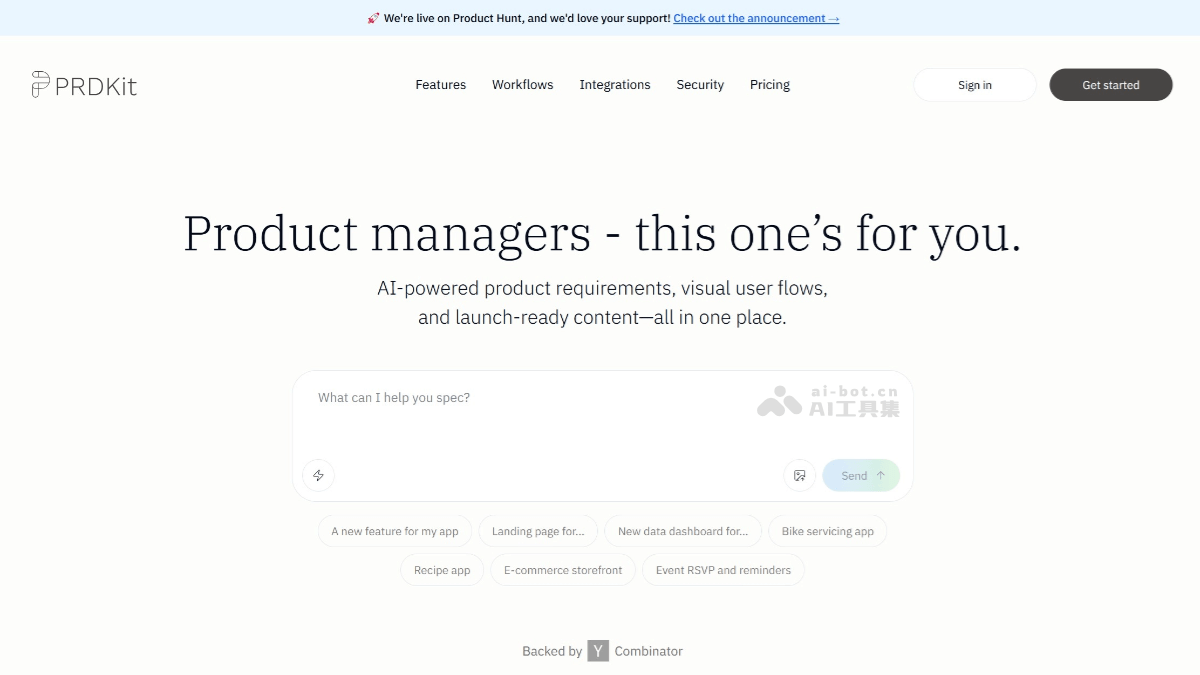 🚀 We're live on Product Hunt, and we'd love your support! Check out the announcement →
PRDKit
Features
Workflows
Integrations
Security
Pricing
Sign in
Get started
Product managers - this one’s for you.
AI-powered product requirements, visual user flows,
and launch-ready content—all in one place.
What can I help you spec?
ai-bot.cn
AI工具集
Send ↑
A new feature for my app
Landing page for...
New data dashboard for...
Bike servicing app
Recipe app
E-commerce storefront
Event RSVP and reminders
Backed by Y Combinator